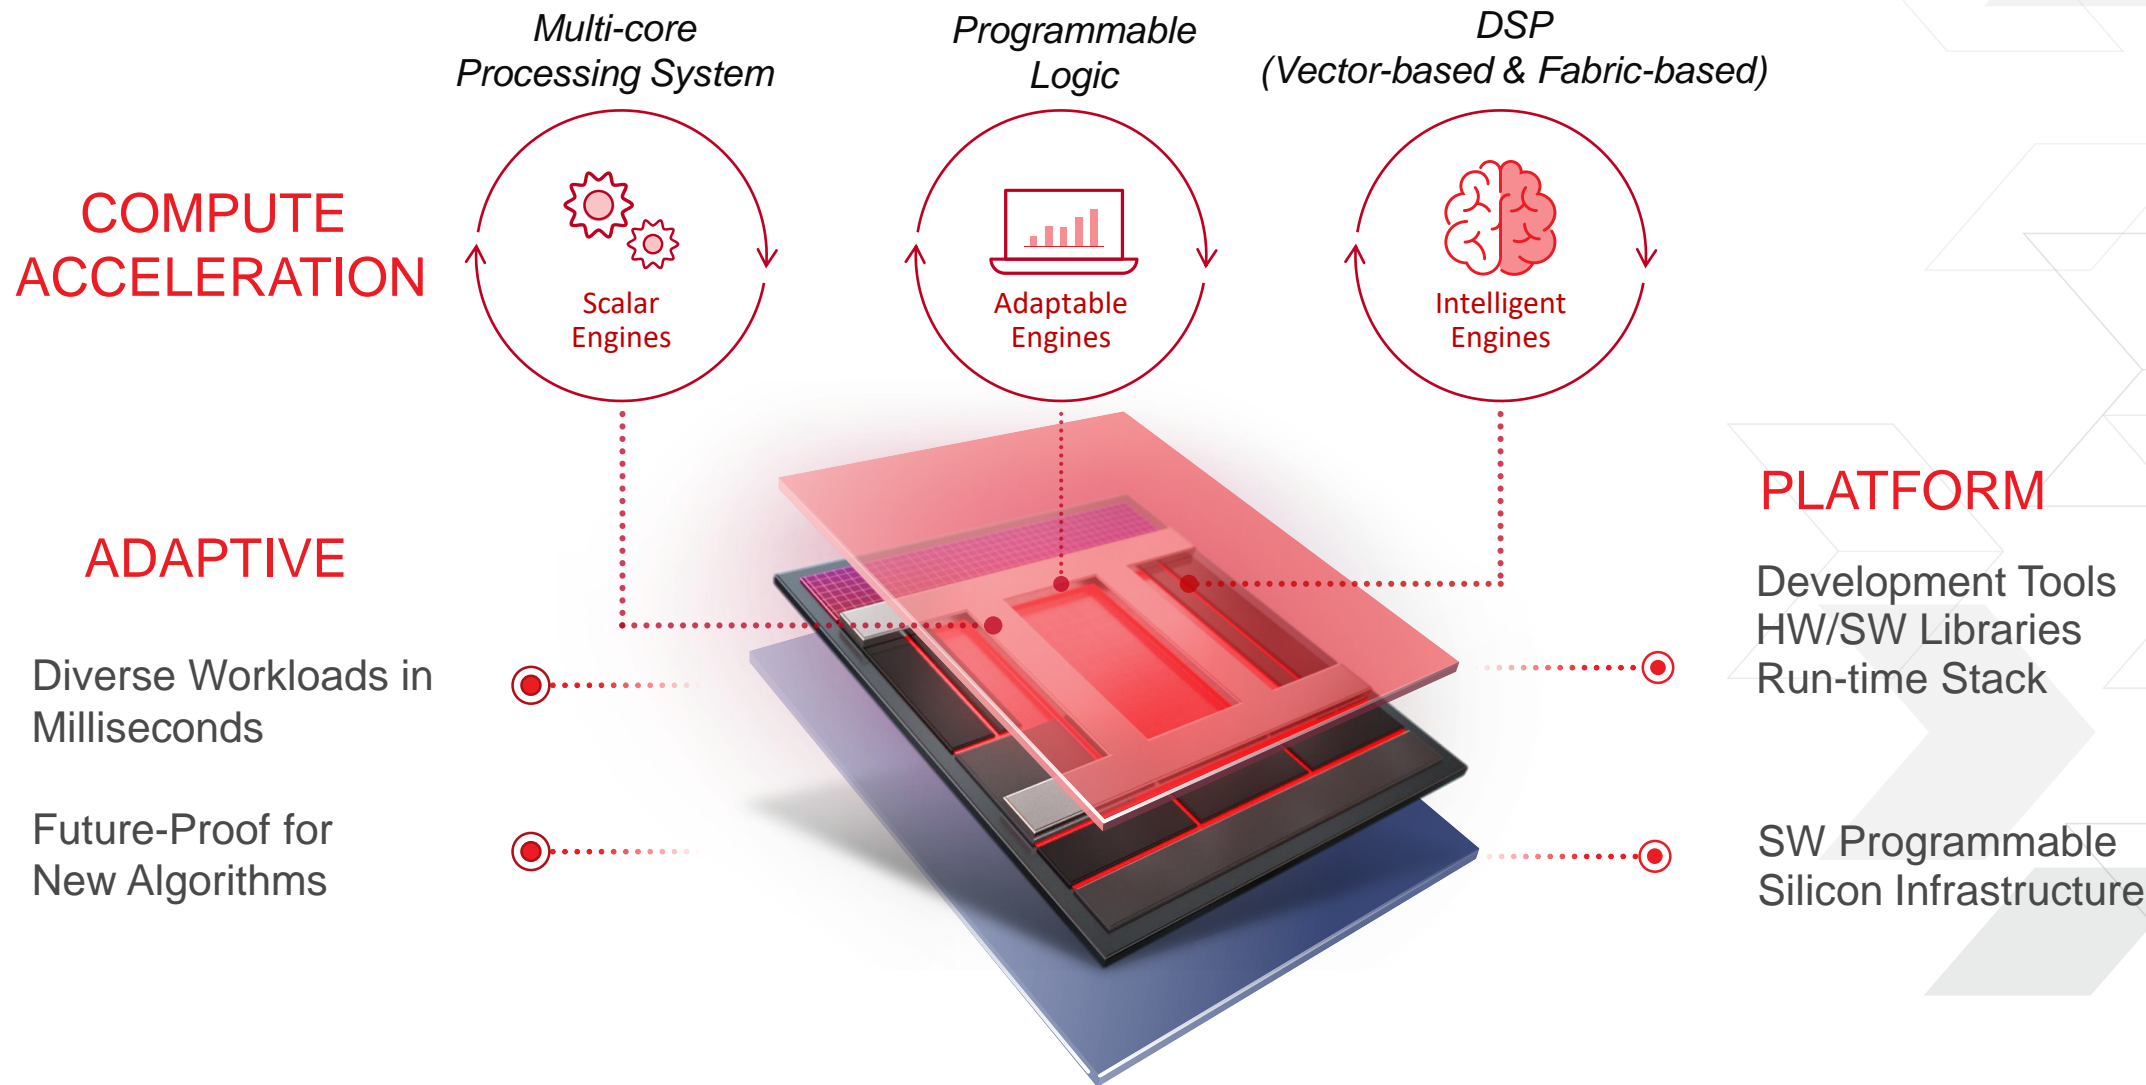 Multi-core
Processing System
Programmable
Logic
DSP
(Vector-based & Fabric-based)
COMPUTE
ACCELERATION
Scalar
Engines
Adaptable
Engines
Intelligent
Engines
ADAPTIVE
Diverse Workloads in
Milliseconds
Future-Proof for
New Algorithms
PLATFORM
Development Tools
HW/SW Libraries
Run-time Stack
SW Programmable
Silicon Infrastructure